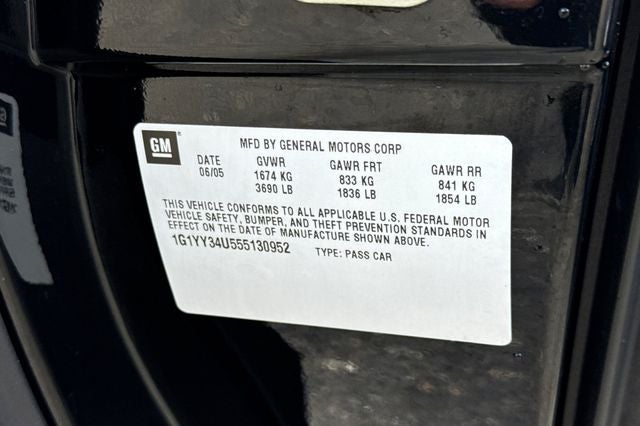 GM
MFD BY GENERAL MOTORS CORP
DATE GVWR GAWR FRT GAWR RR
06/05 1674 KG 833 KG 841 KG
3690 LB 1836 LB 1854 LB
THIS VEHICLE CONFORMS TO ALL APPLICABLE U.S. FEDERAL MOTOR
VEHICLE SAFETY, BUMPER, AND THEFT PREVENTION STANDARDS IN
EFFECT ON THE DATE OF MANUFACTURE SHOWN ABOVE.
1G1YY34U555130952 TYPE: PASS CAR